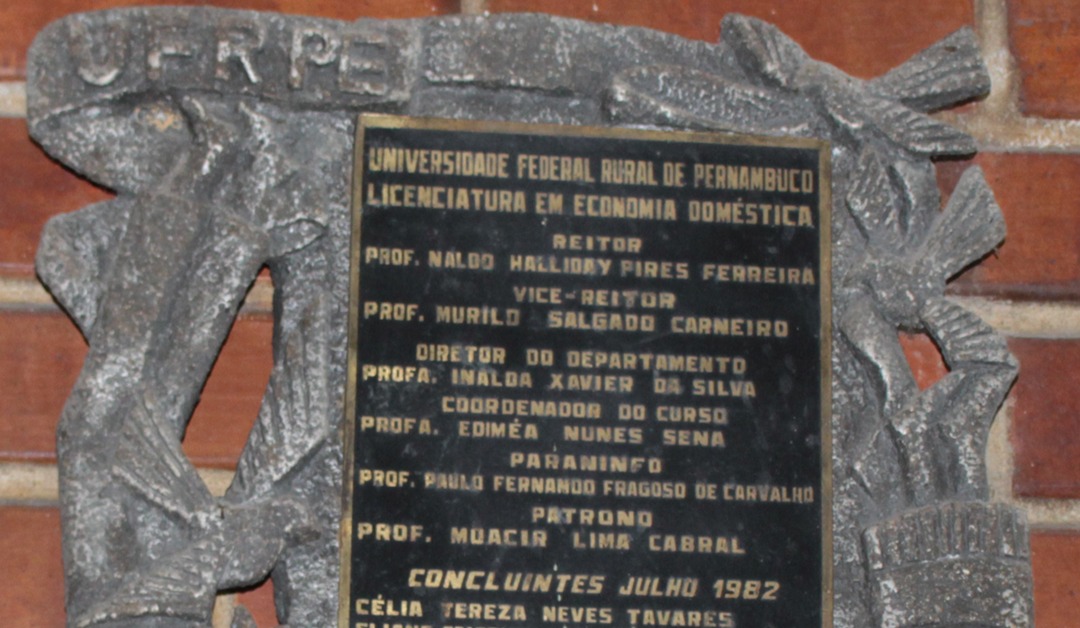 UFRPE
UNIVERSIDADE FEDERAL RURAL DE PERNAMBUCO
LICENCIATURA EM ECONOMIA DOMÉSTICA
REITOR
PROF. NALDO HALLIDAY PIRES FERREIRA
VICE-REITOR
PROF. MURILO SALGADO CARNEIRO
DIRETOR DO DEPARTAMENTO
PROFA. INALDA XAVIER DA SILVA
COORDENADOR DO CURSO
PROFA. EDIMÉA NUNES SENA
PARANINFO
PROF. PAULO FERNANDO FRAGOSO DE CARVALHO
PATRONO
PROF. MOACIR LIMA CABRAL
CONCLUINTES JULHO 1982
CÉLIA TEREZA NEVES TAVARES